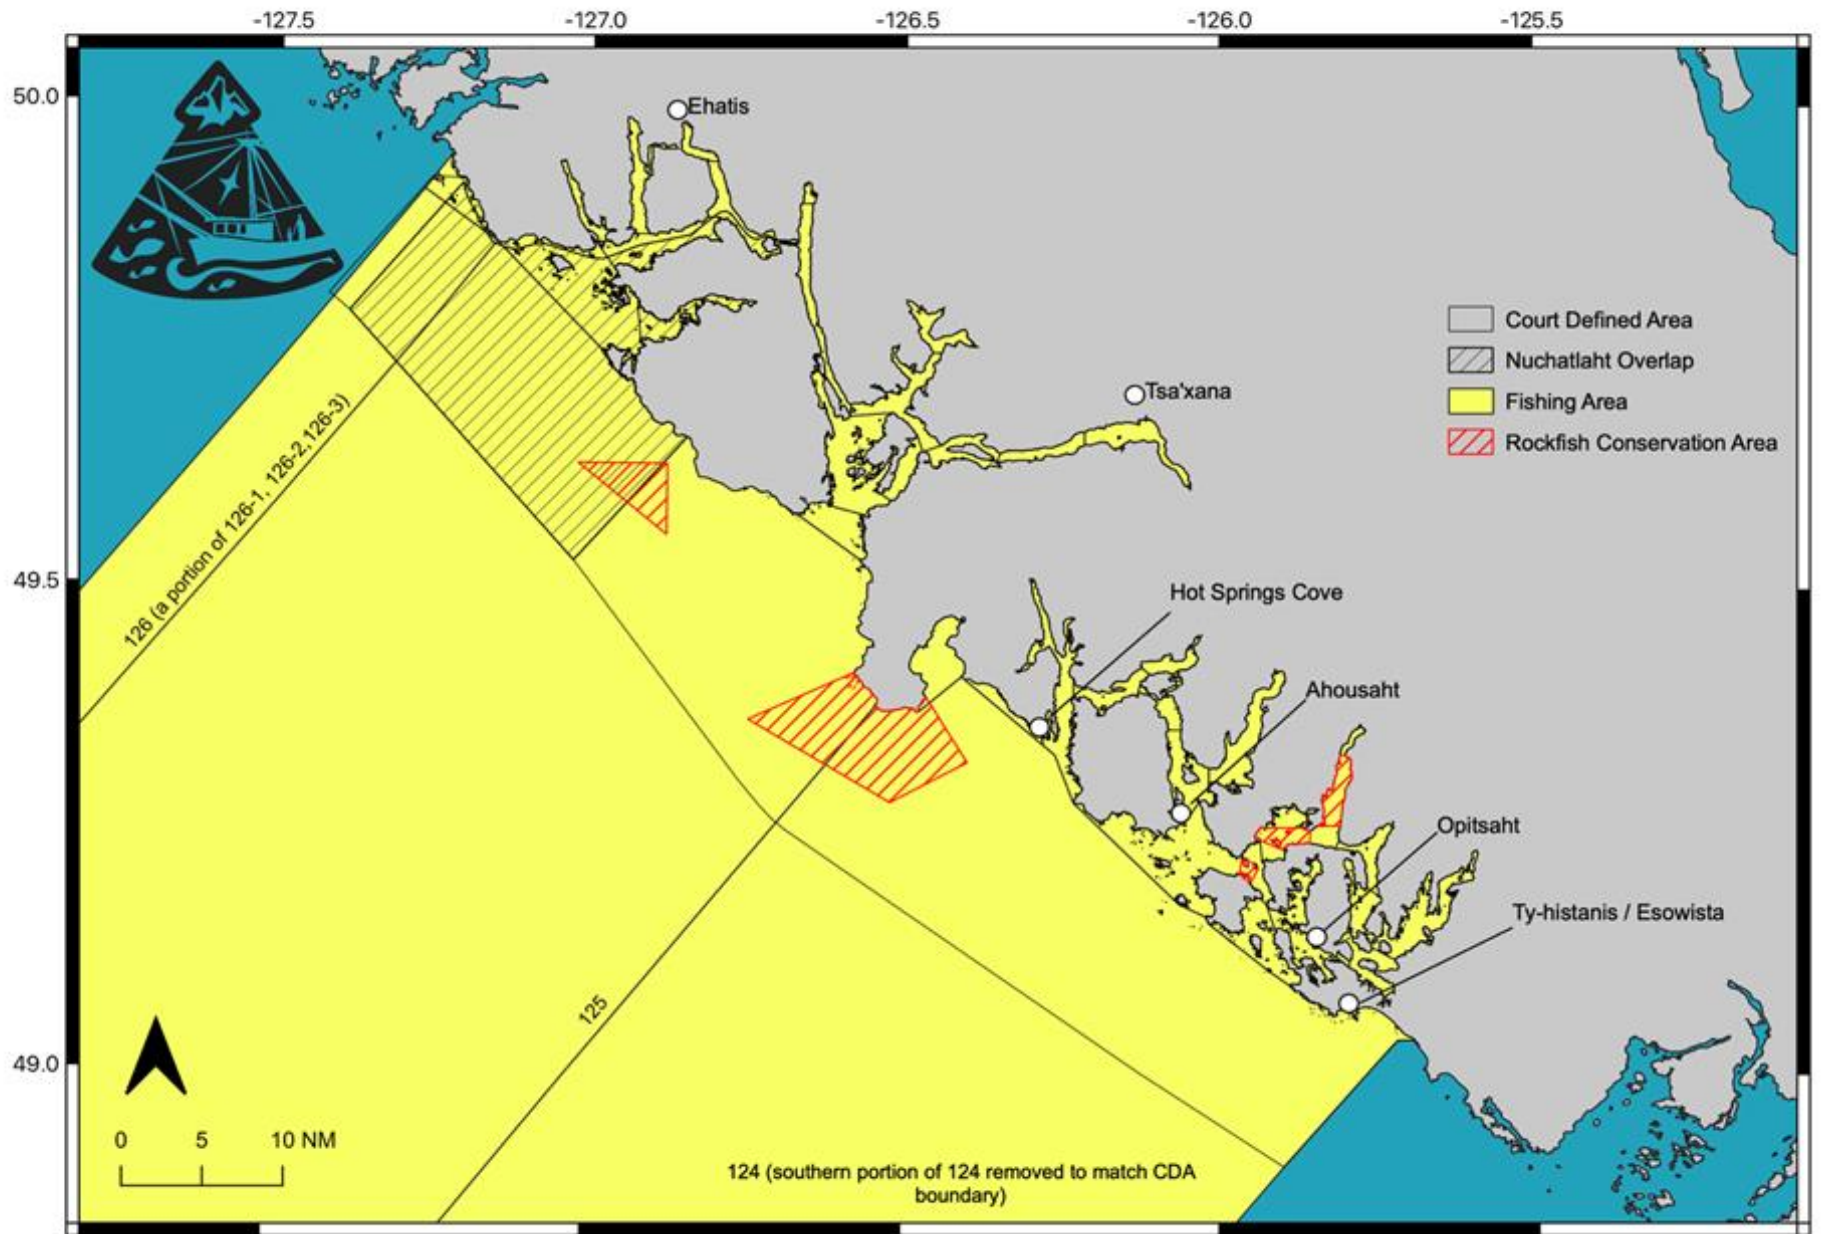 -127.5
-127.0
-126.5
-126.0
-125.5
50.0
49.5
49.0
Ehatis
Tsa'xana
Court Defined Area
Nuchatlaht Overlap
Fishing Area
Rockfish Conservation Area
126 (a portion of 126-1, 126-2,126-3)
Hot Springs Cove
Ahousaht
Opitsaht
Ty-histanis / Esowista
125
0 5 10 NM
124 (southern portion of 124 removed to match CDA
boundary)